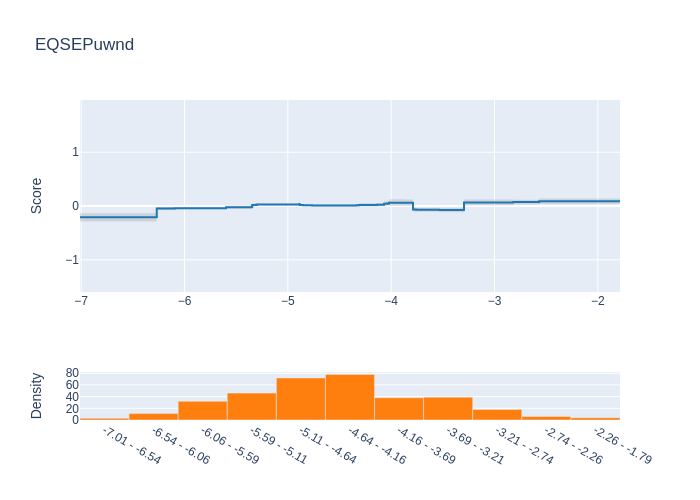 EQSEPuwnd
Score
1
0
−1
−7
−6
−5
−4
−3
−2
Density
80
60
40
20
0
-7.01 - -6.54
-6.54 - -6.06
-6.06 - -5.59
-5.59 - -5.11
-5.11 - -4.64
-4.64 - -4.16
-4.16 - -3.69
-3.69 - -3.21
-3.21 - -2.74
-2.74 - -2.26
-2.26 - -1.79